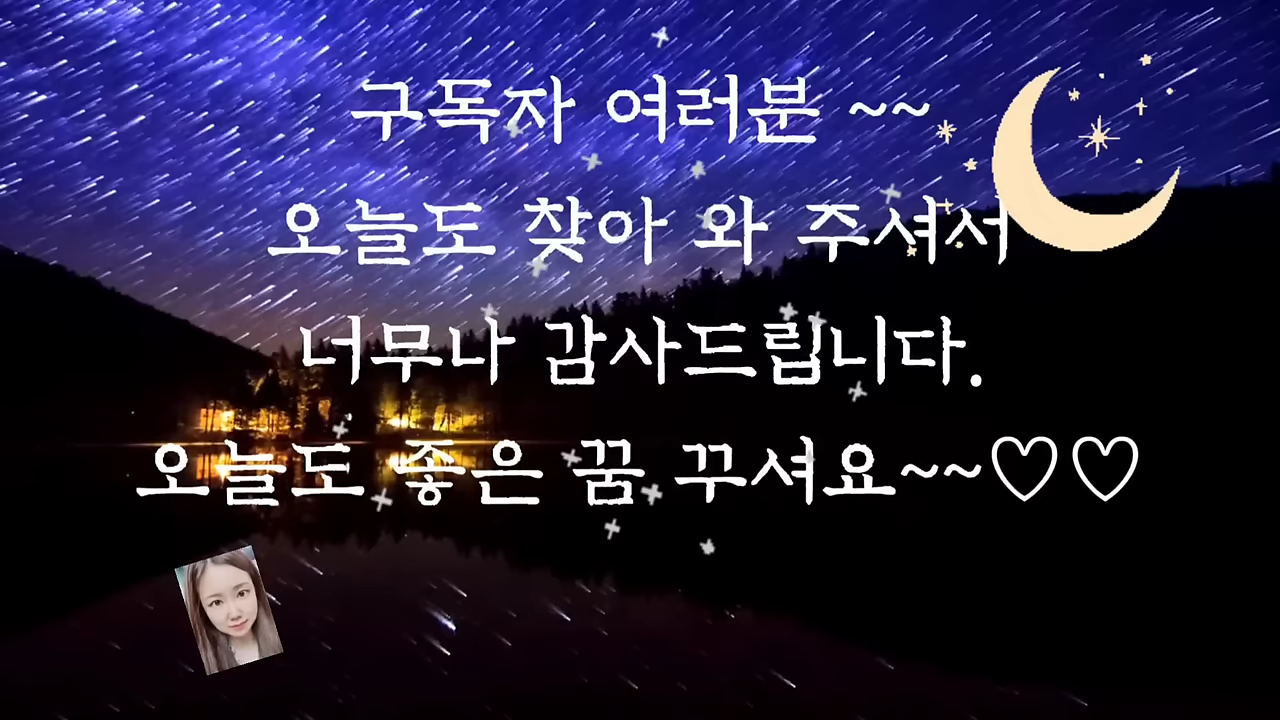 구독자 여러분 ~~
오늘도 찾아 와 주셔서
너무나 감사드립니다.
오늘도 좋은 꿈 꾸셔요~~♡♡